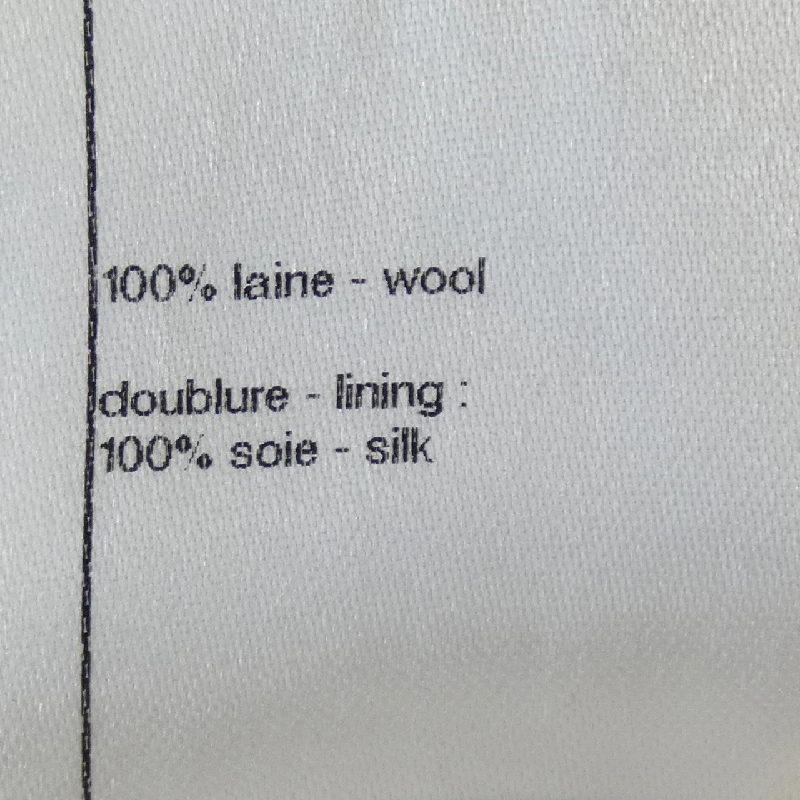 100% laine - wool
doublure - lining :
100% soie - silk